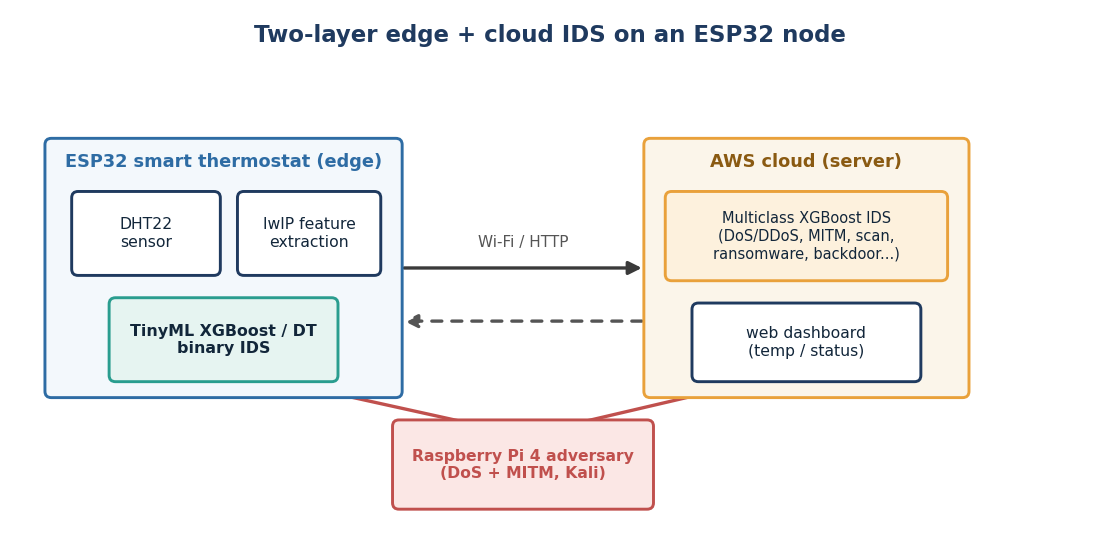 Two-layer edge + cloud IDS on an ESP32 node
ESP32 smart thermostat (edge)
DHT22
sensor
lwIP feature
extraction
TinyML XGBoost / DT
binary IDS
Wi-Fi / HTTP
AWS cloud (server)
Multiclass XGBoost IDS
(DoS/DDoS, MITM, scan,
ransomware, backdoor...)
web dashboard
(temp / status)
Raspberry Pi 4 adversary
(DoS + MITM, Kali)